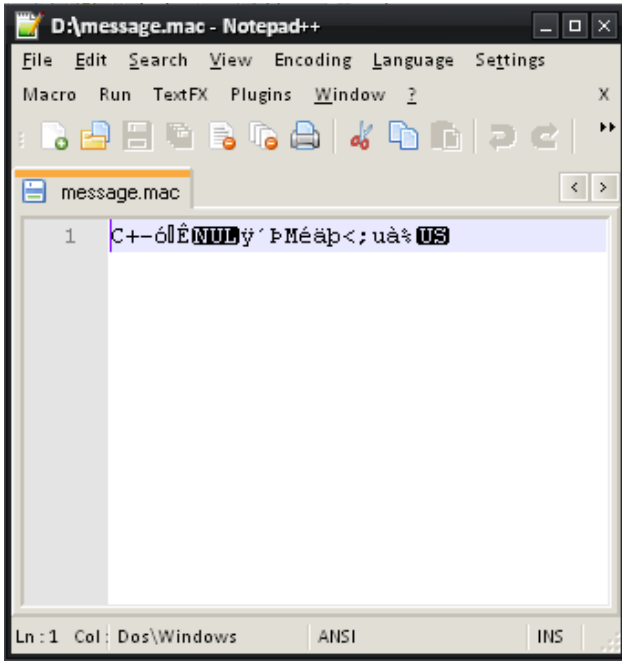 D:\message.mac - Notepad++
File Edit Search View Encoding Language Settings
Macro Run TextFX Plugins Window ? X
message.mac
1 C+-ó ÊNULÿ´ÞMéäþ<;uà%US
Ln : 1 Col : Dos\Windows ANSI INS